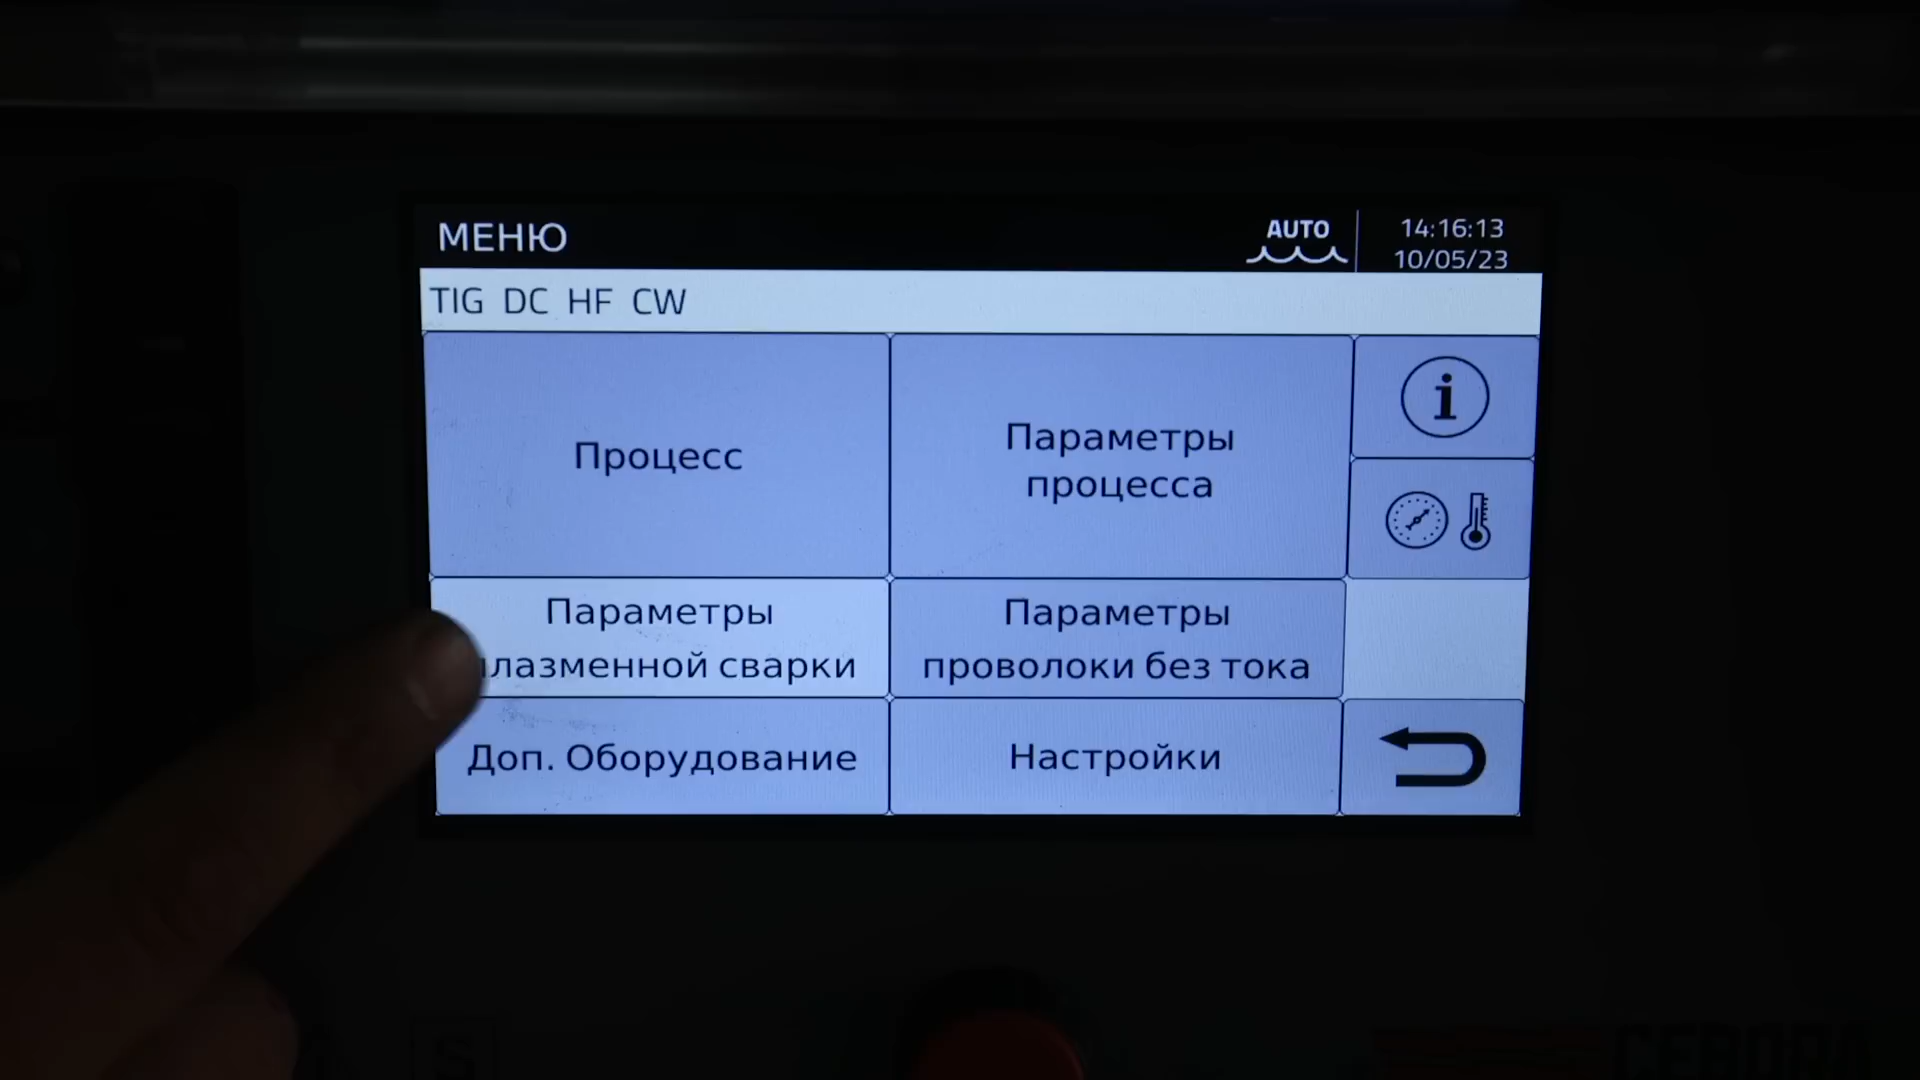 МЕНЮ
AUTO
14:16:13
10/05/23
TIG DC HF CW
Процесс
Параметры
процесса
Параметры
плазменной сварки
Параметры
проволоки без тока
Доп. Оборудование
Настройки
S
CEBORA